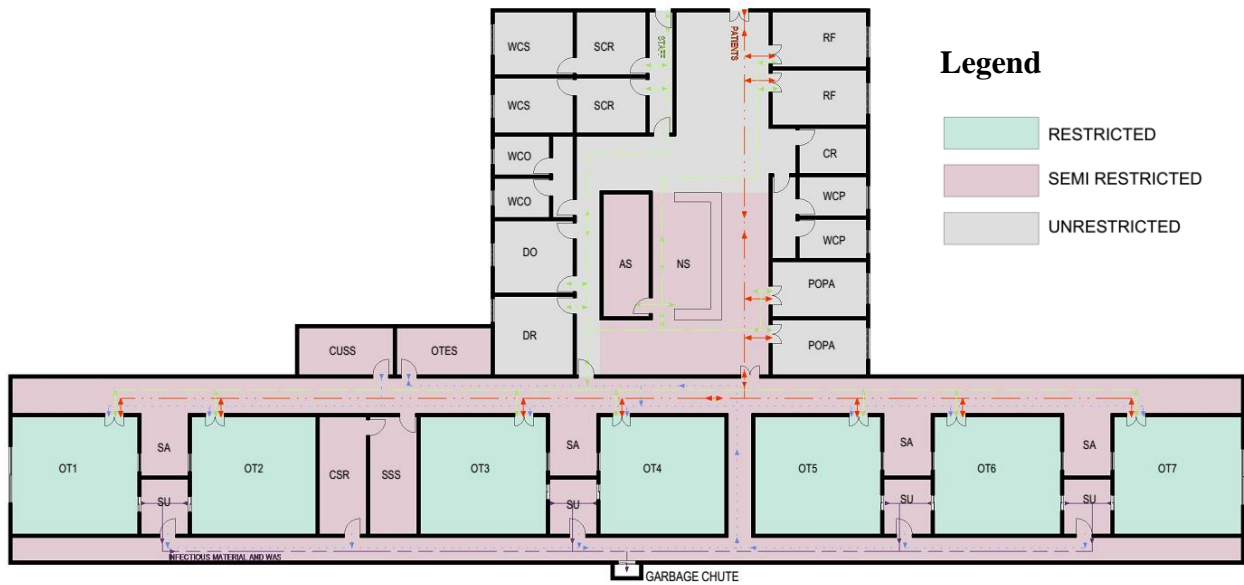 WCS
SCR
STAFF
PATIENTS
RF
Legend
WCS
SCR
RF
RESTRICTED
WCO
CR
SEMI RESTRICTED
WCO
WCP
UNRESTRICTED
DO
AS
NS
WCP
POPA
DR
POPA
CUSS
OTES
OT1
SA
OT2
CSR
SSS
OT3
SA
OT4
OT5
SA
OT6
SA
OT7
SU
SU
SU
SU
INFECTIOUS MATERIAL AND WAS
GARBAGE CHUTE